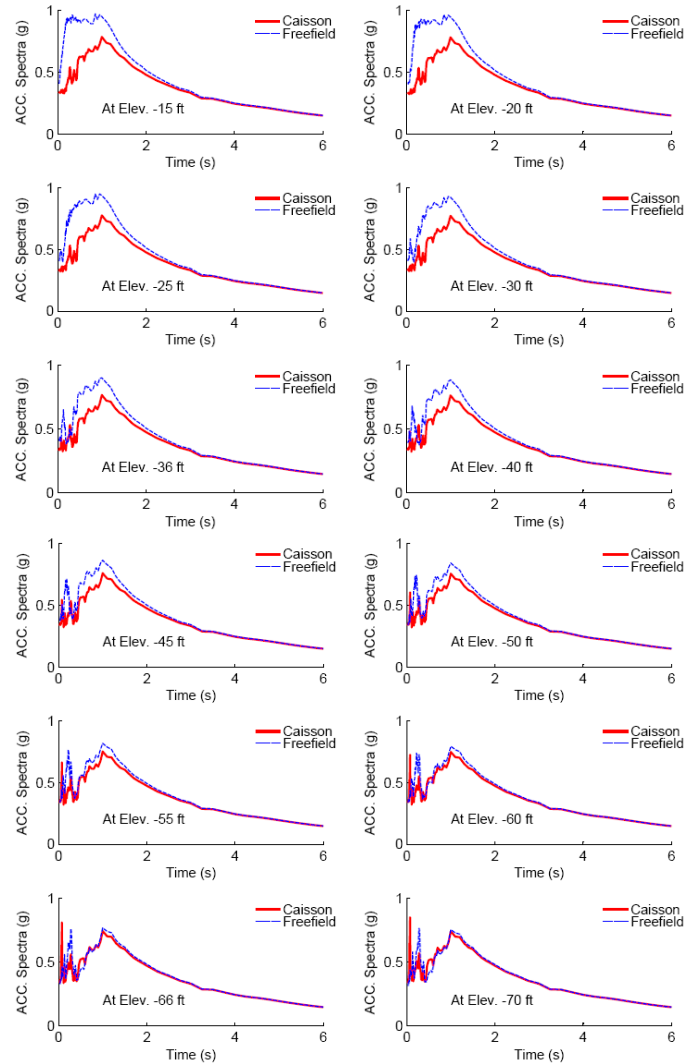 ACC. Spectra (g)
1
0.5
0
Caisson
Freefield
At Elev. -15 ft
0 2 4 6
Time (s)
ACC. Spectra (g)
1
0.5
0
Caisson
Freefield
At Elev. -20 ft
0 2 4 6
Time (s)
ACC. Spectra (g)
1
0.5
0
Caisson
Freefield
At Elev. -25 ft
0 2 4 6
Time (s)
ACC. Spectra (g)
1
0.5
0
Caisson
Freefield
At Elev. -30 ft
0 2 4 6
Time (s)
ACC. Spectra (g)
1
0.5
0
Caisson
Freefield
At Elev. -36 ft
0 2 4 6
Time (s)
ACC. Spectra (g)
1
0.5
0
Caisson
Freefield
At Elev. -40 ft
0 2 4 6
Time (s)
ACC. Spectra (g)
1
0.5
0
Caisson
Freefield
At Elev. -45 ft
0 2 4 6
Time (s)
ACC. Spectra (g)
1
0.5
0
Caisson
Freefield
At Elev. -50 ft
0 2 4 6
Time (s)
ACC. Spectra (g)
1
0.5
0
Caisson
Freefield
At Elev. -55 ft
0 2 4 6
Time (s)
ACC. Spectra (g)
1
0.5
0
Caisson
Freefield
At Elev. -60 ft
0 2 4 6
Time (s)
ACC. Spectra (g)
1
0.5
0
Caisson
Freefield
At Elev. -66 ft
0 2 4 6
Time (s)
ACC. Spectra (g)
1
0.5
0
Caisson
Freefield
At Elev. -70 ft
0 2 4 6
Time (s)